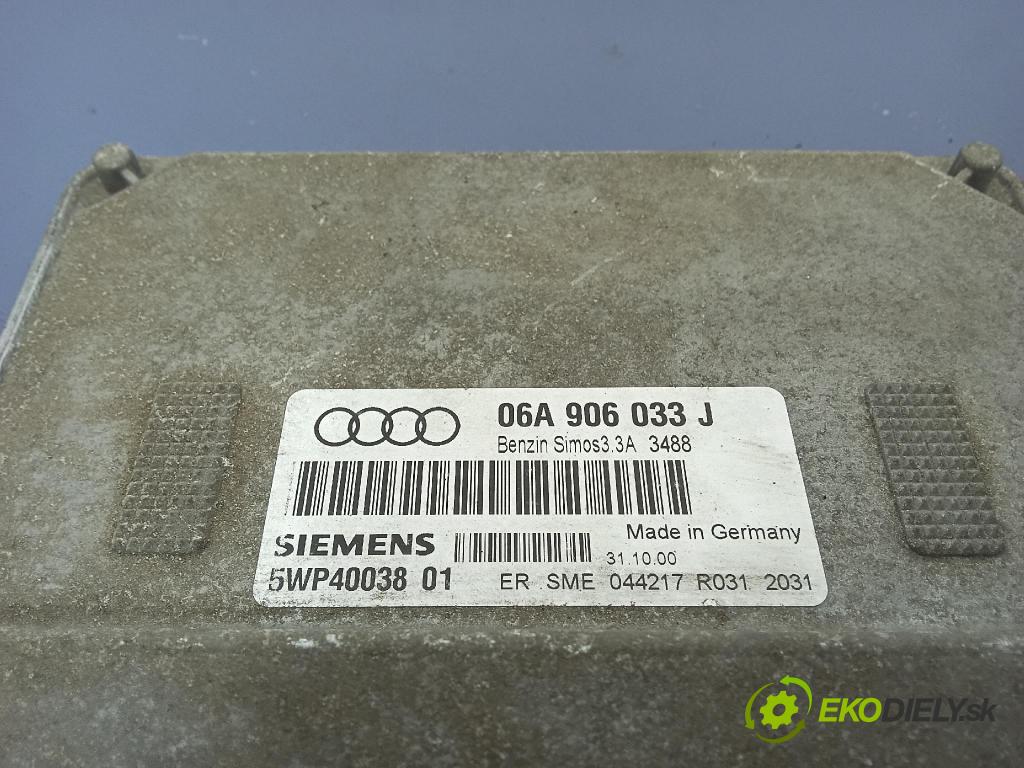 06A 906 033 J
Benzin Simos3.3A 3488
SIEMENS
Made in Germany
31.10.00
5WP40038 01
ER SME 044217 R031 2031
EKODIELY.sk